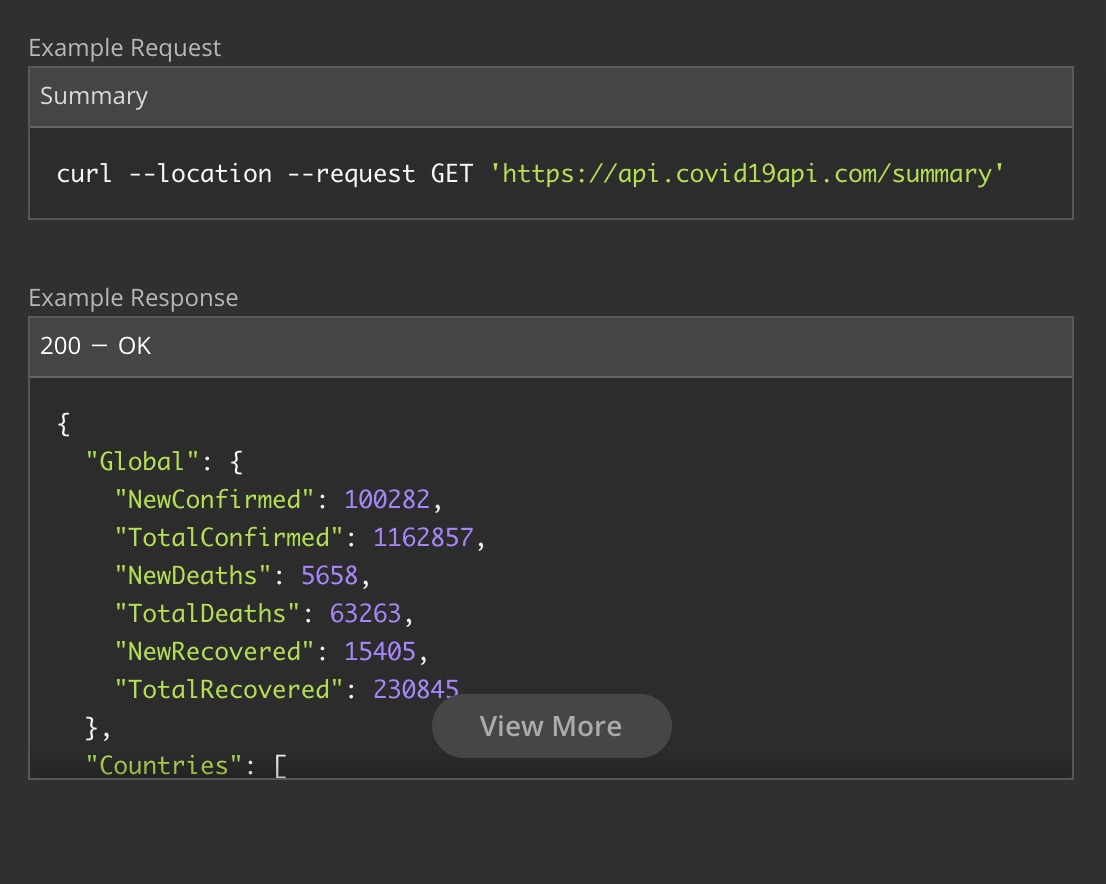 Example Request
Summary
curl --location --request GET 'https://api.covid19api.com/summary'
Example Response
200 — OK
{
"Global": {
"NewConfirmed": 100282,
"TotalConfirmed": 1162857,
"NewDeaths": 5658,
"TotalDeaths": 63263,
"NewRecovered": 15405,
"TotalRecovered": 230845
},
View More
"Countries": [